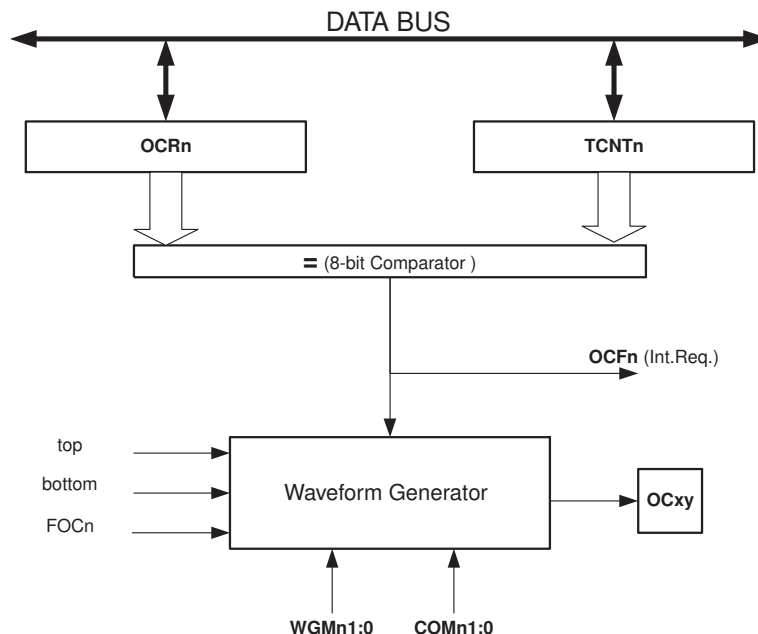 DATA BUS
OCRn
TCNTn
= (8-bit Comparator )
OCFn (Int.Req.)
top
bottom
FOCn
Waveform Generator
OCxy
WGMn1:0
COMn1:0